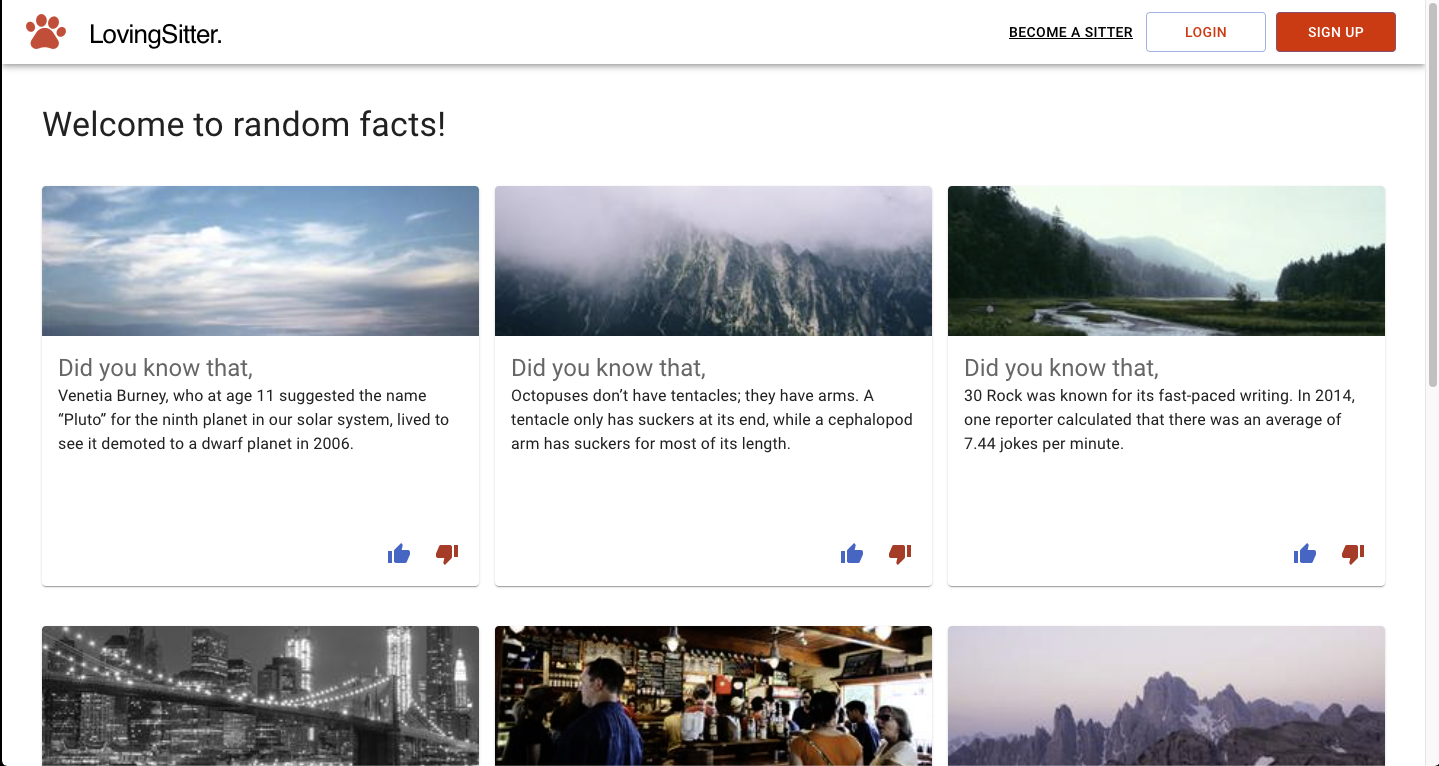 LovingSitter.
BECOME A SITTER
LOGIN
SIGN UP
Welcome to random facts!
Did you know that,
Venetia Burney, who at age 11 suggested the name
“Pluto” for the ninth planet in our solar system, lived to
see it demoted to a dwarf planet in 2006.
Did you know that,
Octopuses don’t have tentacles; they have arms. A
tentacle only has suckers at its end, while a cephalopod
arm has suckers for most of its length.
Did you know that,
30 Rock was known for its fast-paced writing. In 2014,
one reporter calculated that there was an average of
7.44 jokes per minute.